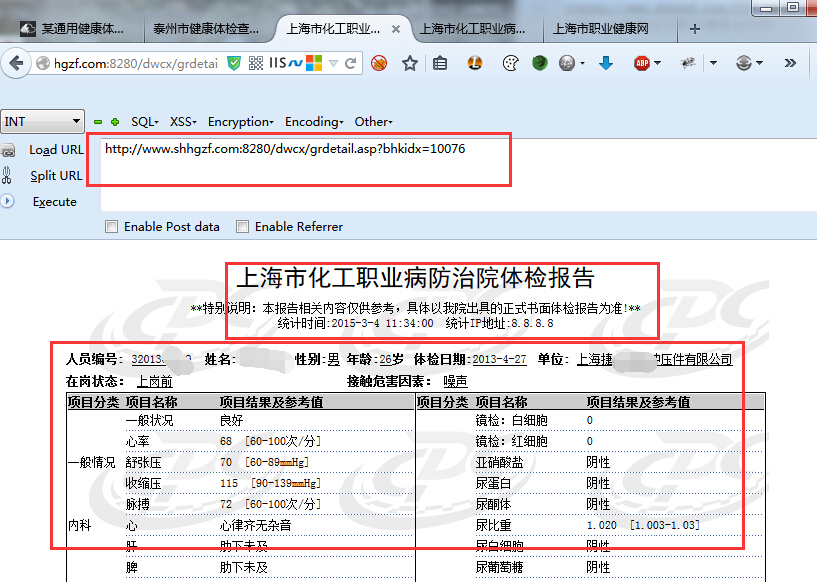 某通用健康体...
泰州市健康体检查...
上海市化工职业...
上海市化工职业病...
上海市职业健康网
hgzf.com:8280/dwcx/grdetai
IIS
ABP
INT
SQL
XSS
Encryption
Encoding
Other
Load URL
Split URL
Execute
http://www.shhgzf.com:8280/dwcx/grdetail.asp?bhkidx=10076
Enable Post data
Enable Referrer
上海市化工职业病防治院体检报告
**特别说明: 本报告相关内容仅供参考, 具体以我院出具的正式书面体检报告为准!**
统计时间:2015-3-4 11:34:00 统计IP地址:8.8.8.8
人员编号: 32013 姓名: 性别:男 年龄:26岁 体检日期:2013-4-27 单位: 上海捷 压件有限公司
在岗状态: 上岗前 接触危害因素: 噪声
项目分类 项目名称 项目结果及参考值 项目分类 项目名称 项目结果及参考值
一般状况 良好 镜检: 白细胞 0
心率 68 [60-100次/分] 镜检: 红细胞 0
一般情况 舒张压 70 [60-89mmHg] 亚硝酸盐 阴性
收缩压 115 [90-139mmHg] 尿蛋白 阴性
脉搏 72 [60-100次/分] 尿酮体 阴性
内科 心 心律齐无杂音 尿比重 1.020 [1.003-1.03]
肝 肋下未及 尿白细胞 阴性
脾 肋下未及 尿葡萄糖 阴性